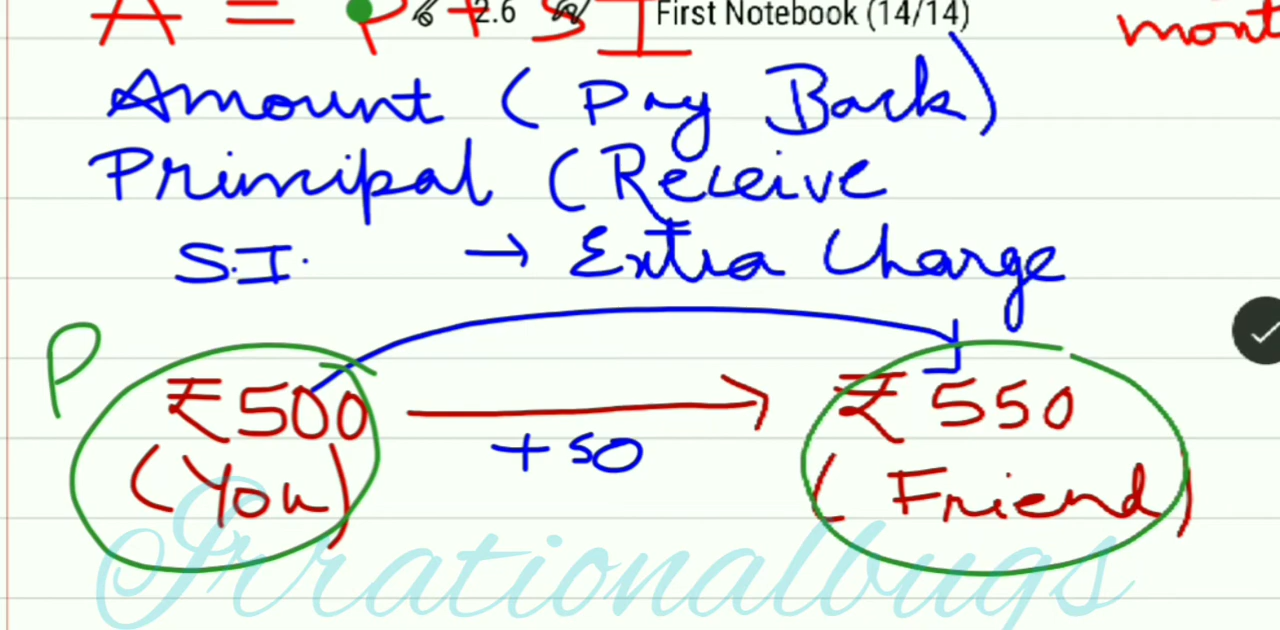 A = P + SI
2.6
First Notebook (14/14)
mont
Amount (Pay Back)
Principal (Receive
S.I. → Extra Charge
P
₹500 ₹550
+50
(You) (Friend)
Irrationalbugs